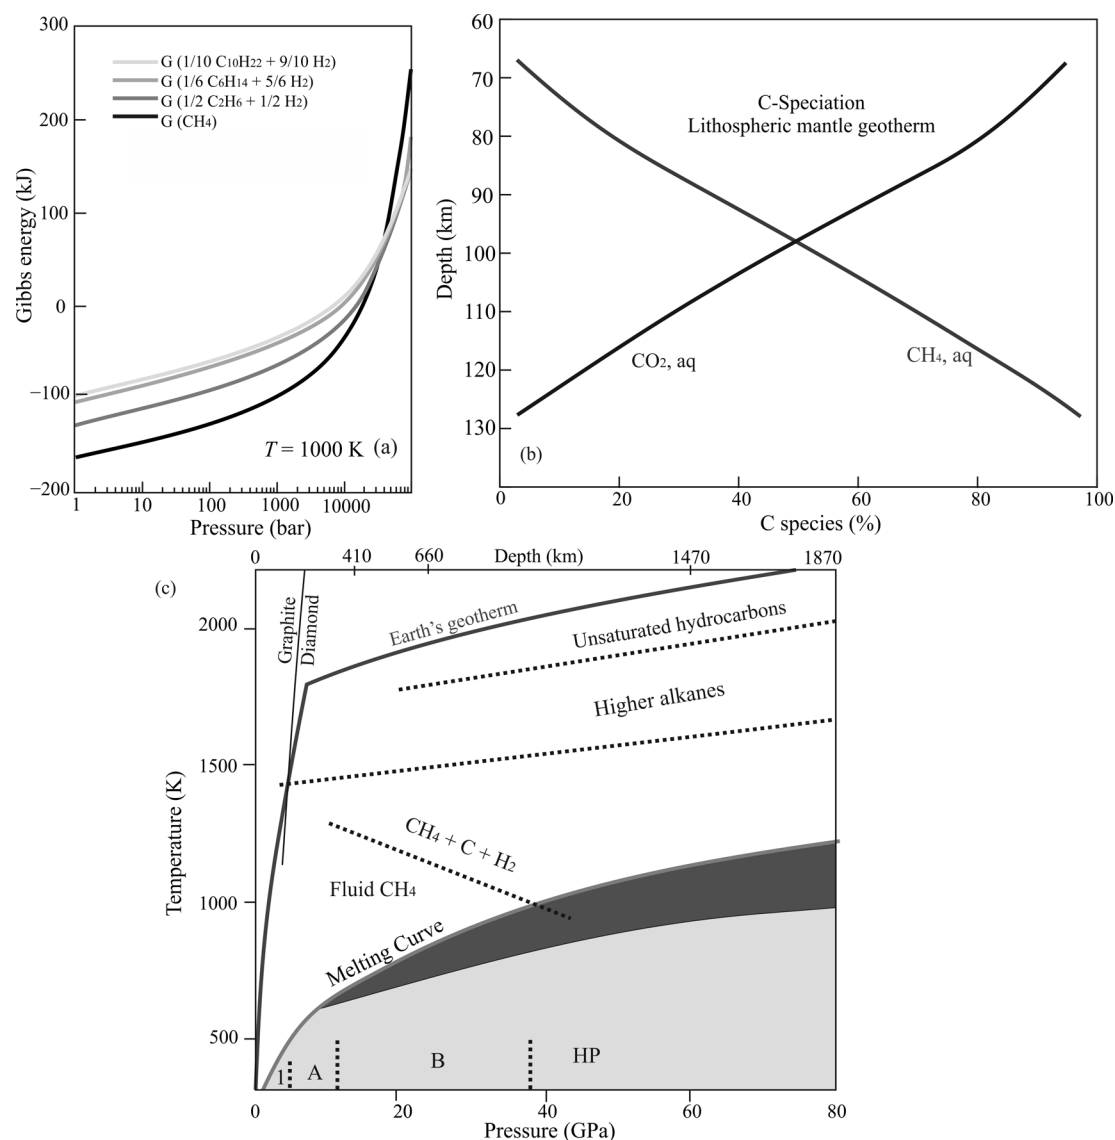 300
200
100
0
−100
−200
Gibbs energy (kJ)
G (1/10 C10H22 + 9/10 H2)
G (1/6 C6H14 + 5/6 H2)
G (1/2 C2H6 + 1/2 H2)
G (CH4)
T = 1000 K (a)
1 10 100 1000 10000
Pressure (bar)
60
70
80
90
100
110
120
130
Depth (km)
C-Speciation
Lithospheric mantle geotherm
CO2, aq
CH4, aq
(b)
0 20 40 60 80 100
C species (%)
(c)
0 410 660 Depth (km) 1470 1870
2000
1500
1000
500
Temperature (K)
Graphite
Diamond
Earth's geotherm
Unsaturated hydrocarbons
Higher alkanes
CH4 + C + H2
Fluid CH4
Melting Curve
1 A B HP
0 20 40 60 80
Pressure (GPa)